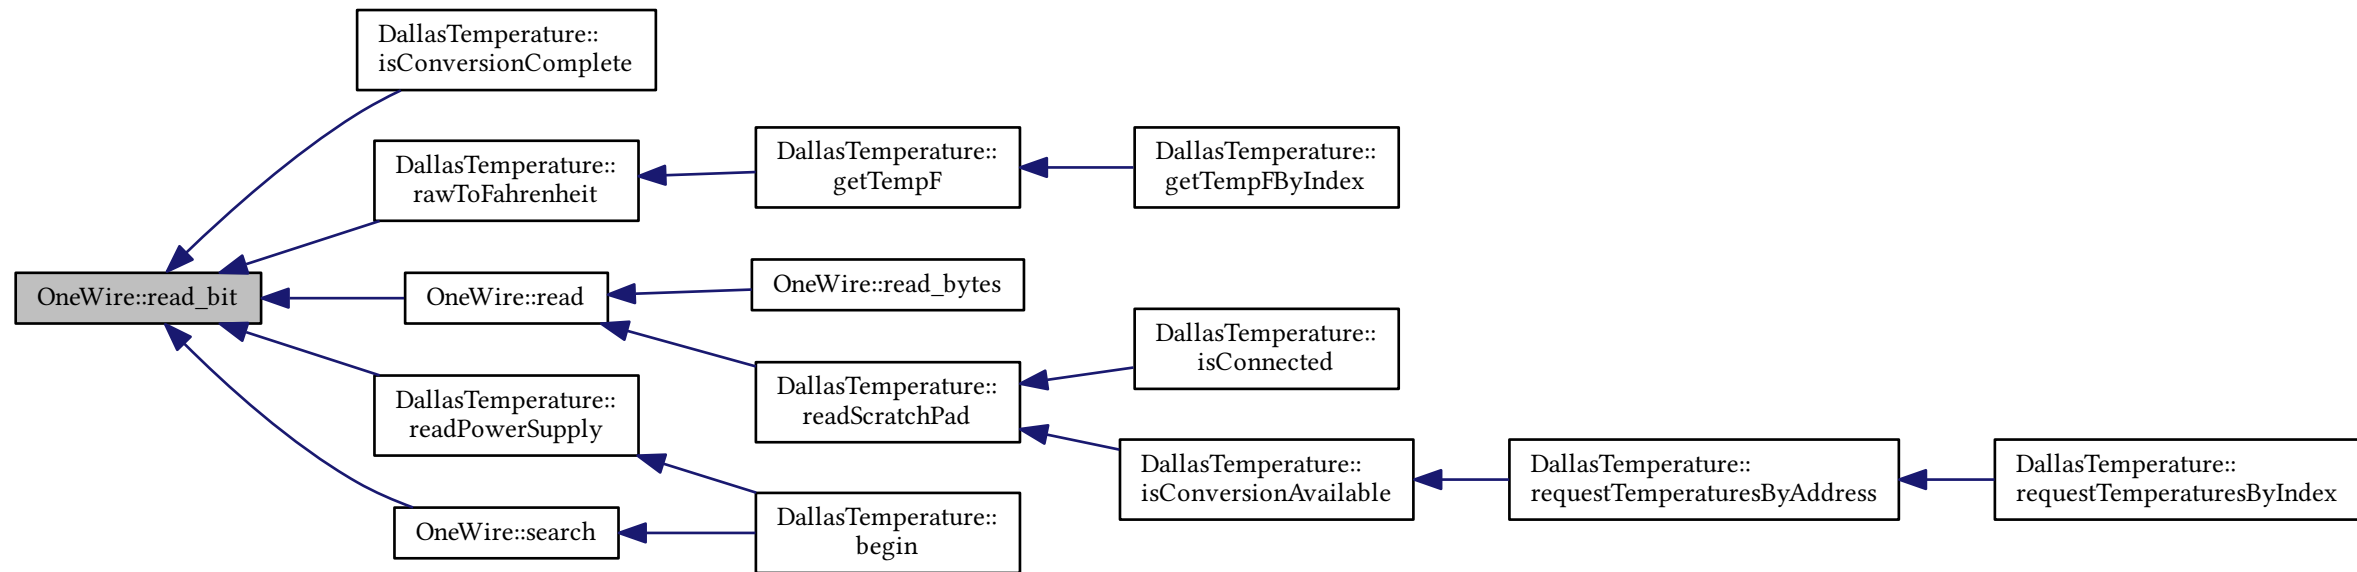 DallasTemperature::
isConversionComplete
DallasTemperature::
rawToFahrenheit
DallasTemperature::
getTempF
DallasTemperature::
getTempFByIndex
OneWire::read_bit
OneWire::read
OneWire::read_bytes
DallasTemperature::
isConnected
DallasTemperature::
readPowerSupply
DallasTemperature::
readScratchPad
DallasTemperature::
isConversionAvailable
DallasTemperature::
requestTemperaturesByAddress
DallasTemperature::
requestTemperaturesByIndex
OneWire::search
DallasTemperature::
begin